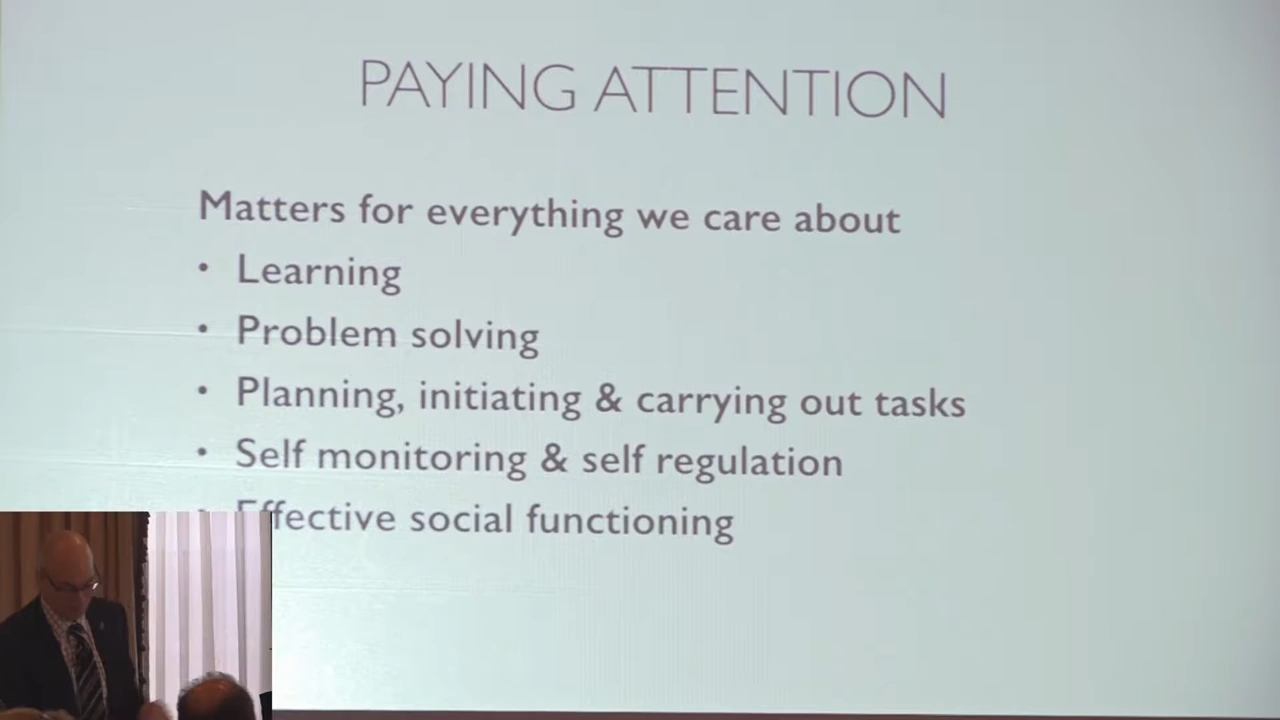 PAYING ATTENTION
Matters for everything we care about
• Learning
• Problem solving
• Planning, initiating & carrying out tasks
• Self monitoring & self regulation
• Effective social functioning